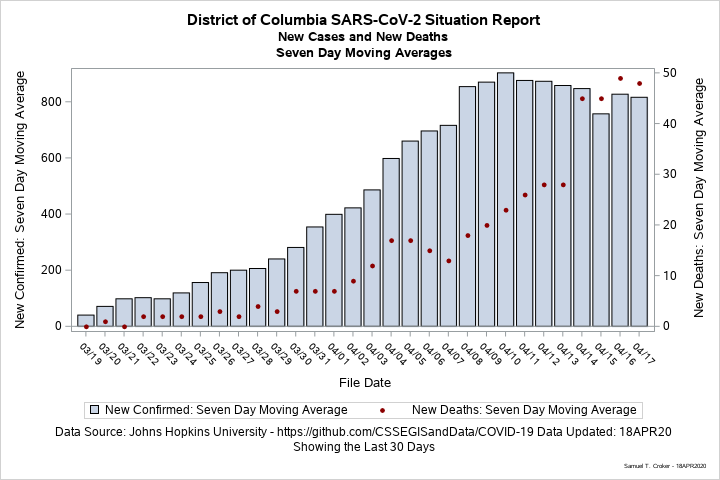 District of Columbia SARS-CoV-2 Situation Report
New Cases and New Deaths
Seven Day Moving Averages
New Confirmed: Seven Day Moving Average
800
600
400
200
0
50
40
30
20
10
0
New Deaths: Seven Day Moving Average
03/19 03/20 03/21 03/22 03/23 03/24 03/25 03/26 03/27 03/28 03/29 03/30 03/31 04/01 04/02 04/03 04/04 04/05 04/06 04/07 04/08 04/09 04/10 04/11 04/12 04/13 04/14 04/15 04/16 04/17
File Date
New Confirmed: Seven Day Moving Average New Deaths: Seven Day Moving Average
Data Source: Johns Hopkins University - https://github.com/CSSEGISandData/COVID-19 Data Updated: 18APR20
Showing the Last 30 Days
Samuel T. Croker - 18APR2020